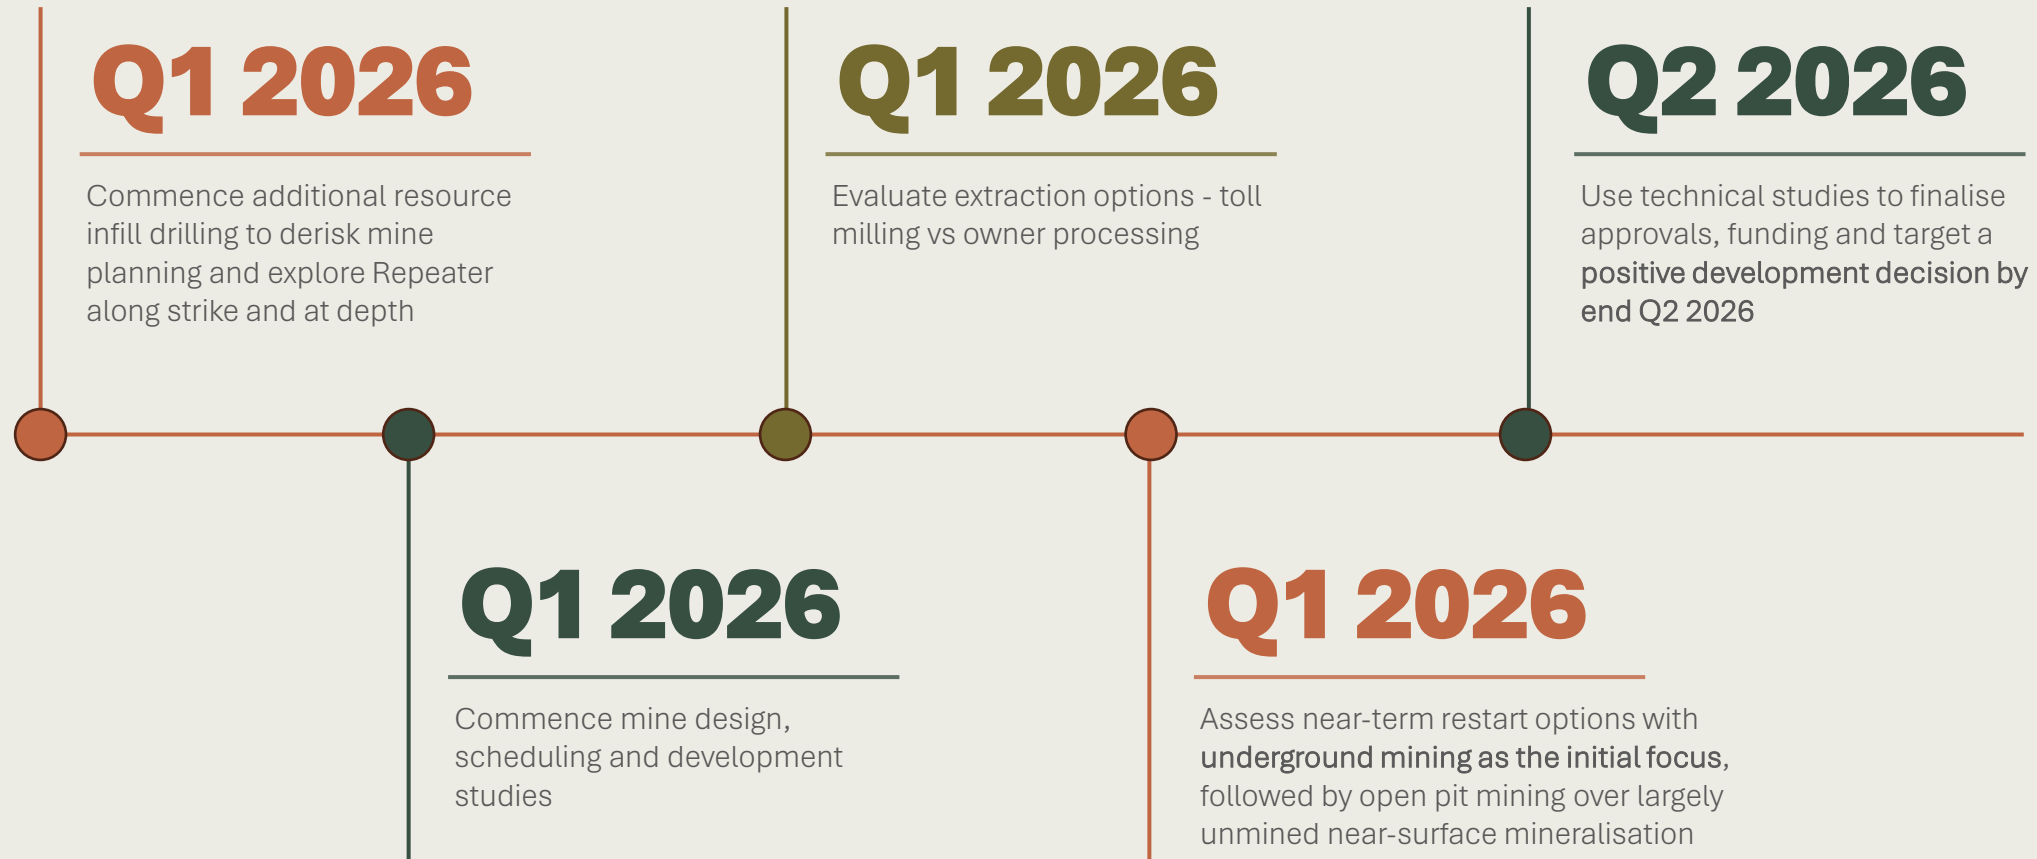 Q1 2026
Commence additional resource
infill drilling to derisk mine
planning and explore Repeater
along strike and at depth
Q1 2026
Commence mine design,
scheduling and development
studies
Q1 2026
Evaluate extraction options - toll
milling vs owner processing
Q1 2026
Assess near-term restart options with
underground mining as the initial focus,
followed by open pit mining over largely
unmined near-surface mineralisation
Q2 2026
Use technical studies to finalise
approvals, funding and target a
positive development decision by
end Q2 2026